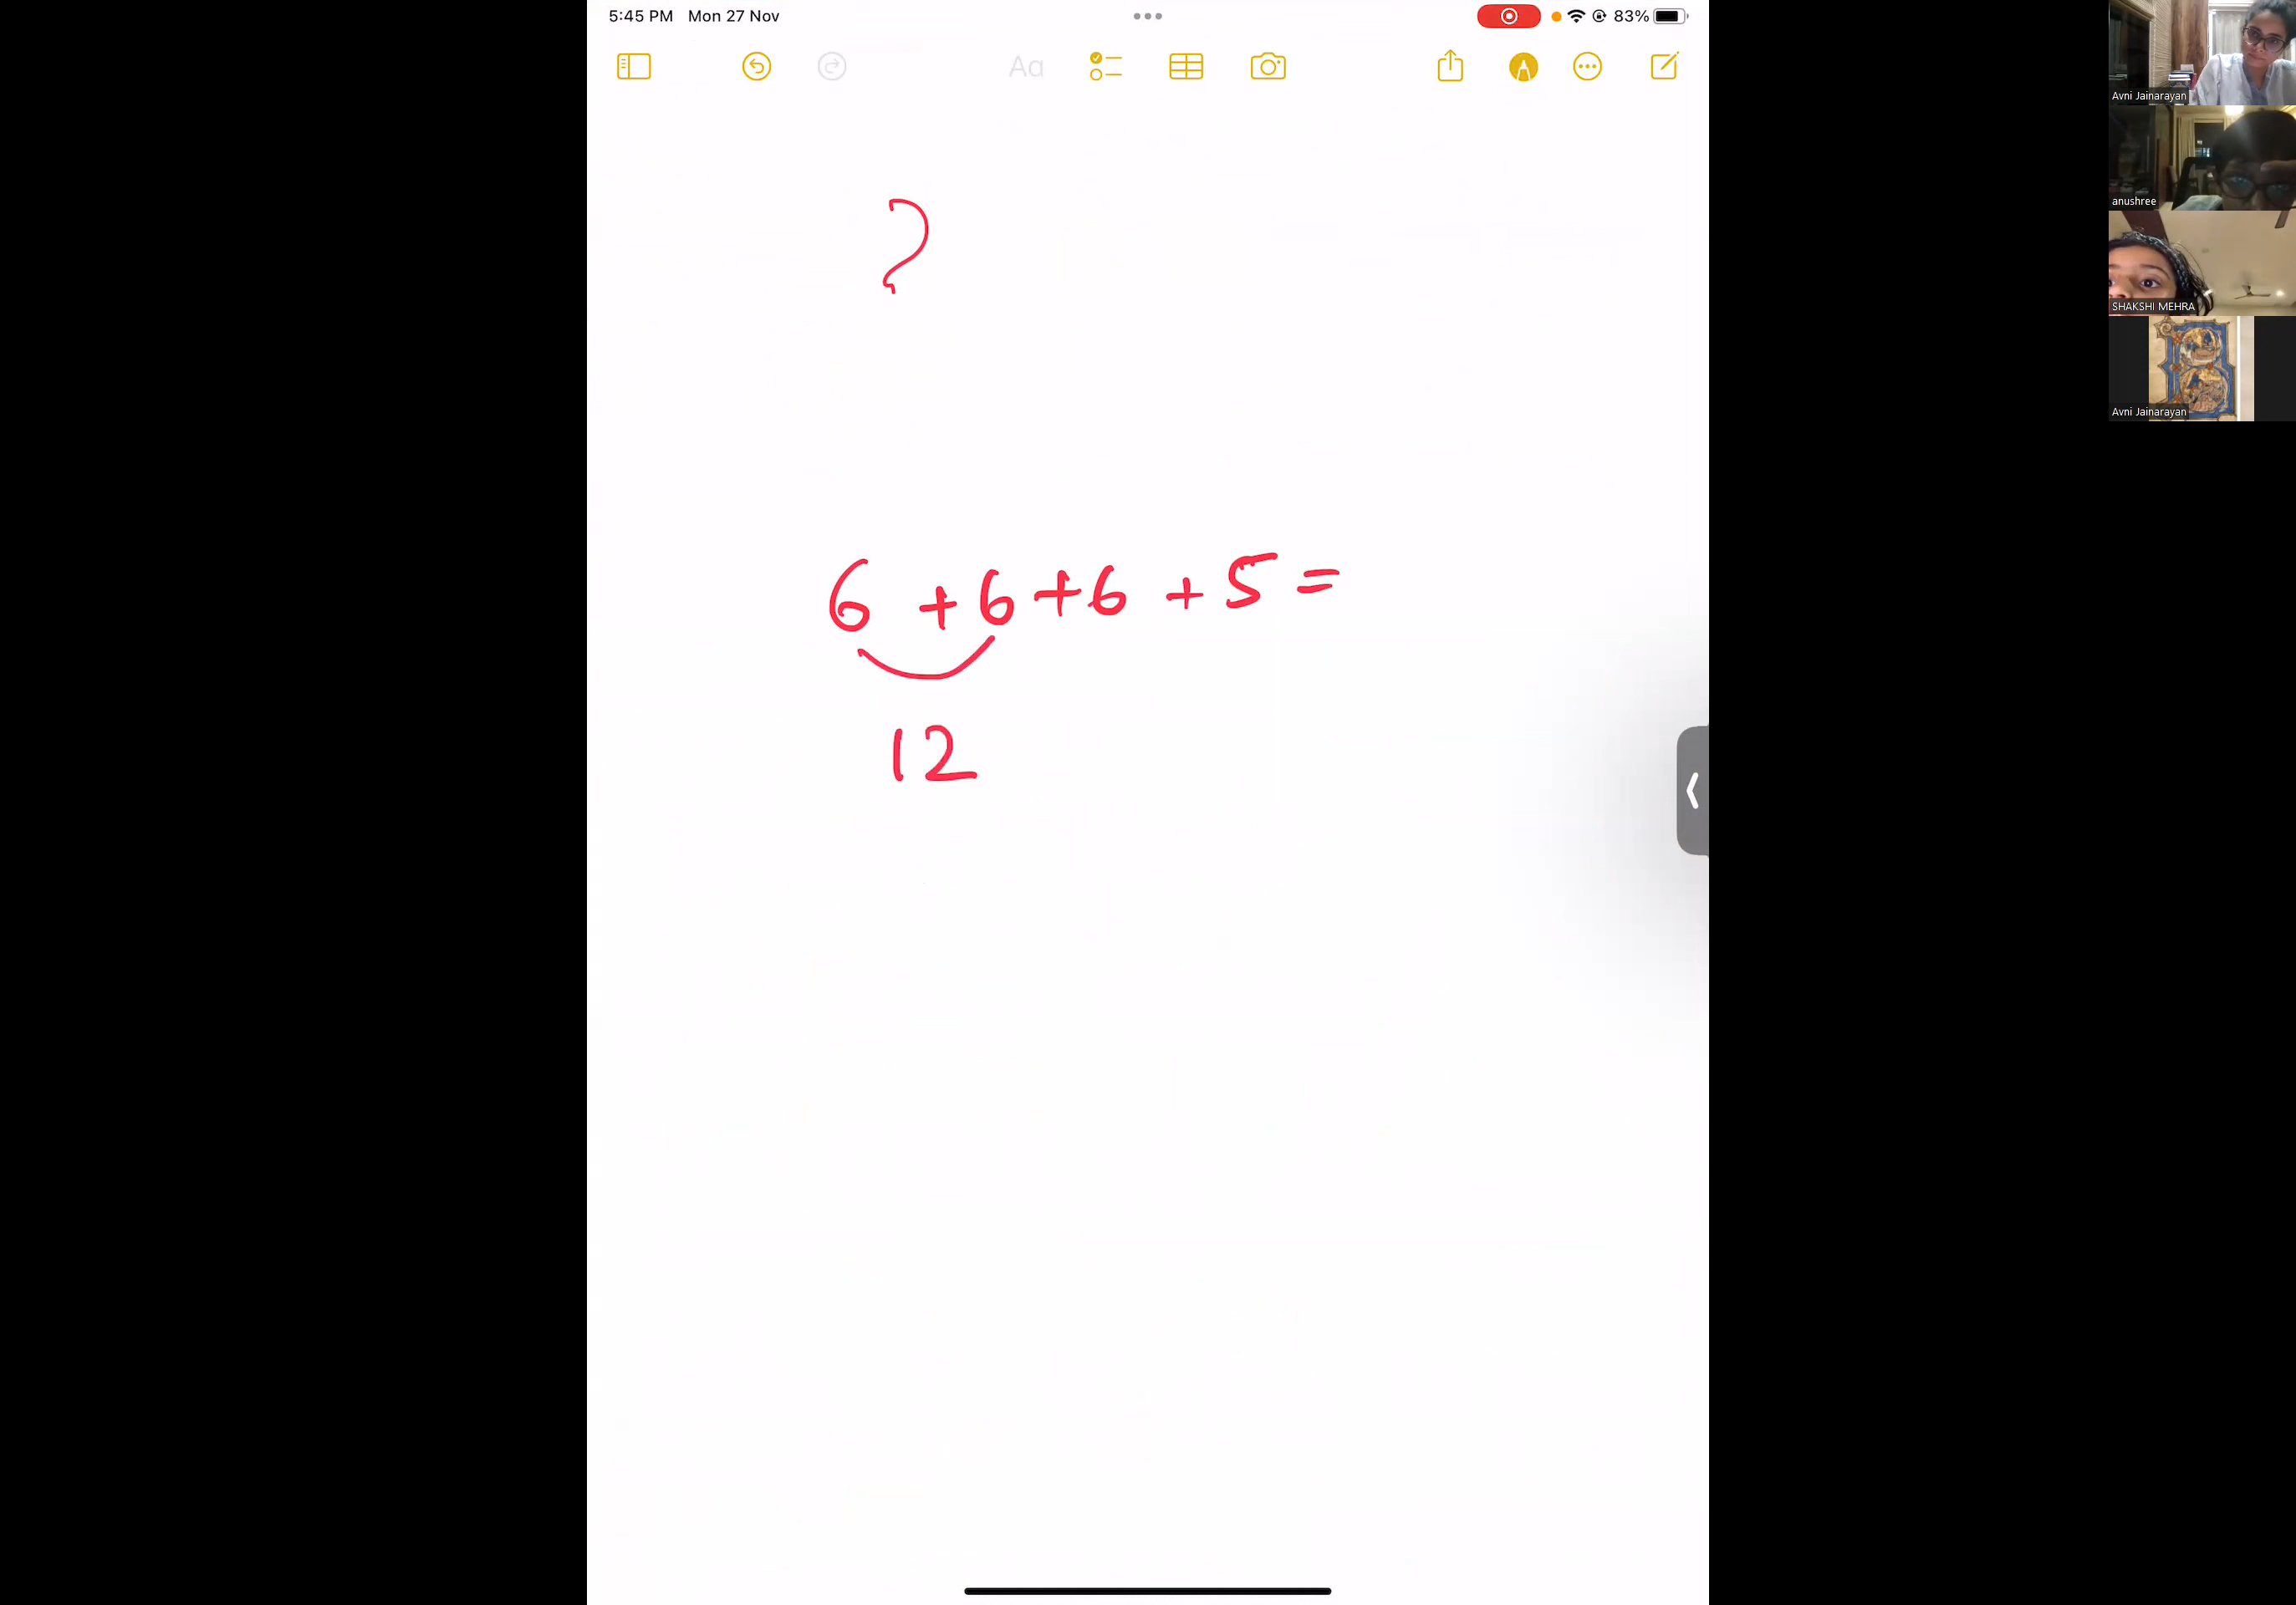 5:45 PM Mon 27 Nov
83%
Aa
?
6 + 6 + 6 + 5 =
12
Avni Jainarayan
anushree
SHAKSHI MEHRA
Avni Jainarayan